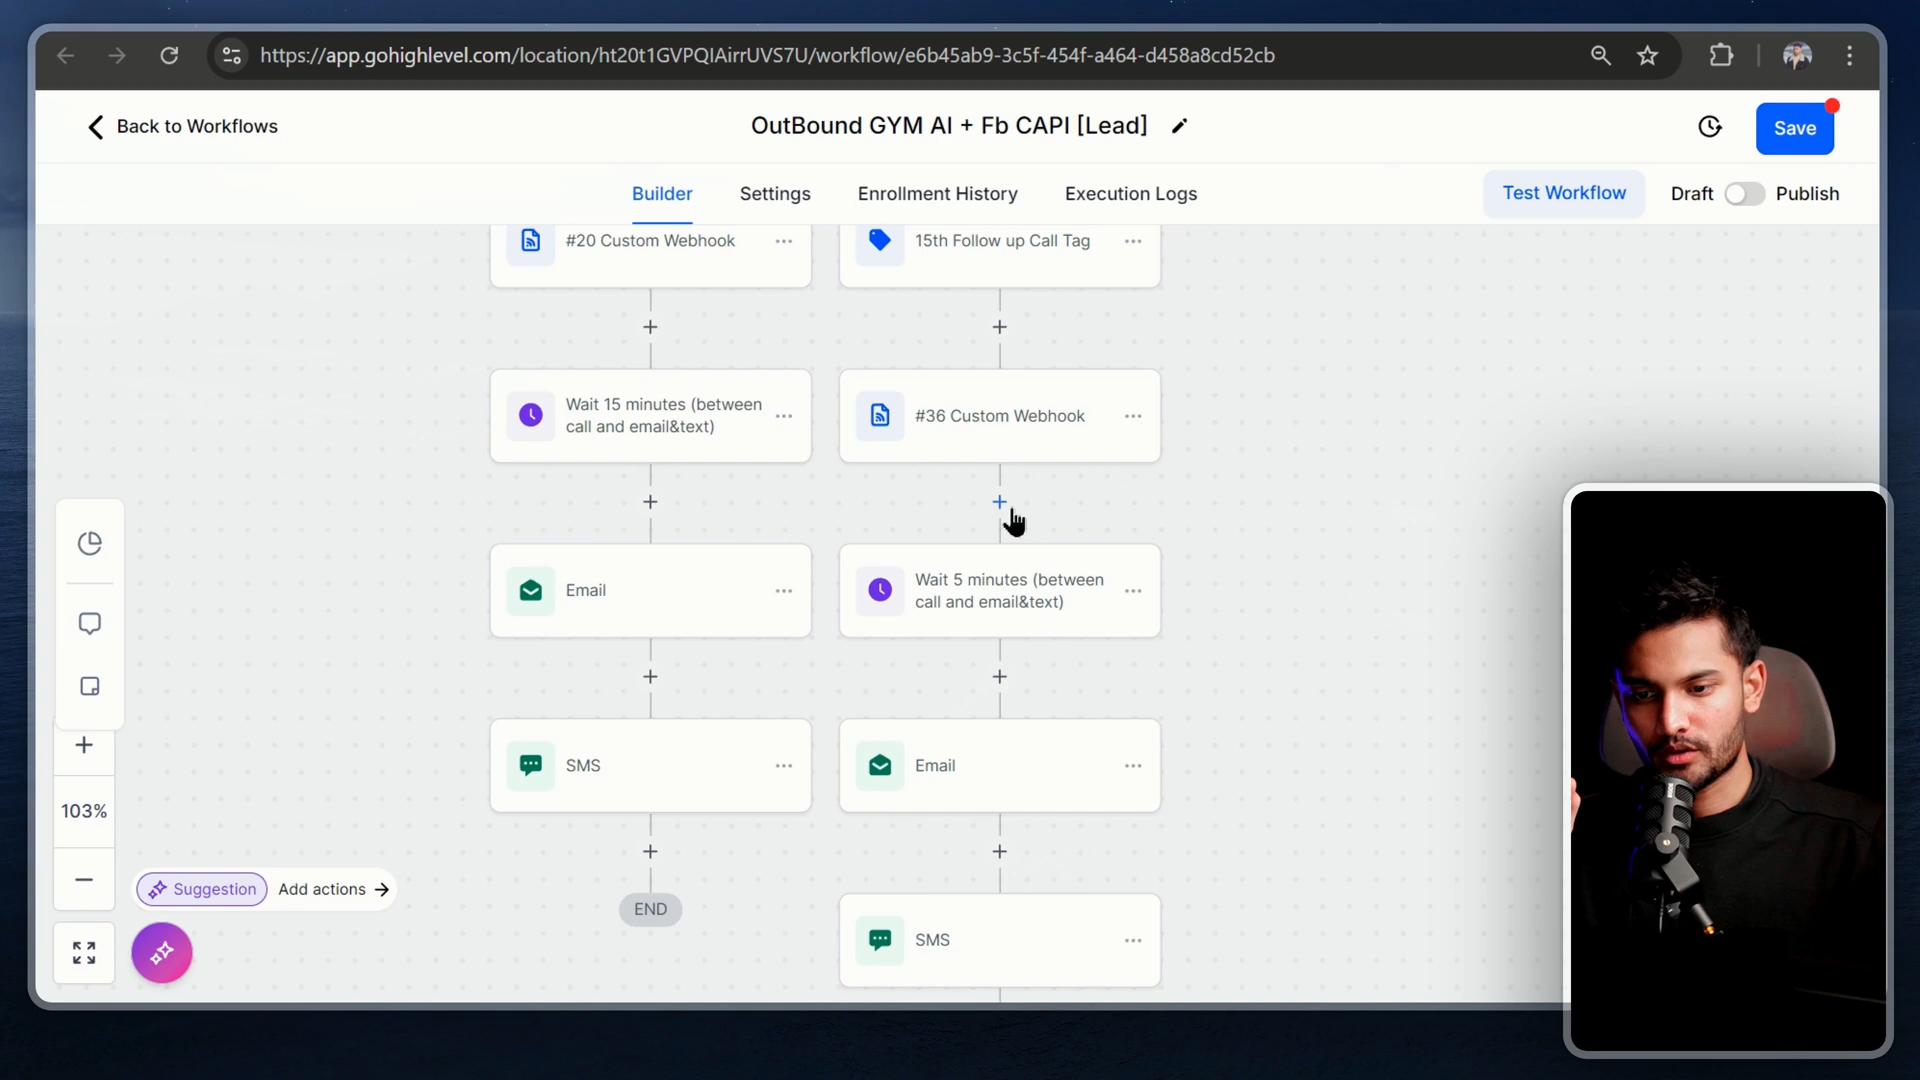 https://app.gohighlevel.com/location/ht20t1GVPQIAirrUVS7U/workflow/e6b45ab9-3c5f-454f-a464-d458a8cd52cb
Back to Workflows
OutBound GYM AI + Fb CAPI [Lead]
Save
Builder
Settings
Enrollment History
Execution Logs
Test Workflow
Draft
Publish
#20 Custom Webhook
15th Follow up Call Tag
Wait 15 minutes (between
call and email&text)
#36 Custom Webhook
Email
Wait 5 minutes (between
call and email&text)
SMS
Email
103%
Suggestion
Add actions
END
SMS